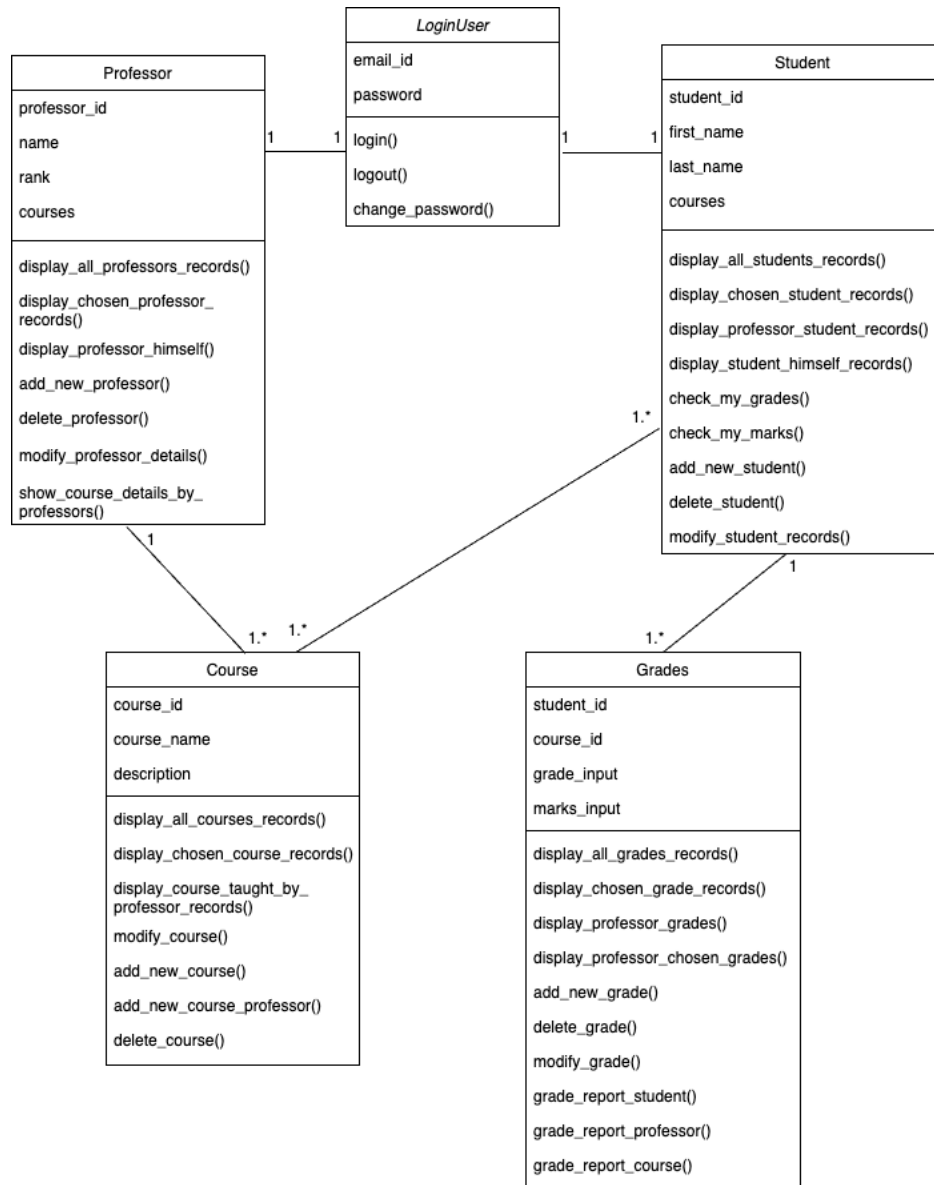 LoginUser
email_id
password
login()
logout()
change_password()
Professor
professor_id
name
rank
courses
display_all_professors_records()
display_chosen_professor_
records()
display_professor_himself()
add_new_professor()
delete_professor()
modify_professor_details()
show_course_details_by_
professors()
1
1
1
1
Student
student_id
first_name
last_name
courses
display_all_students_records()
display_chosen_student_records()
display_professor_student_records()
display_student_himself_records()
check_my_grades()
check_my_marks()
add_new_student()
delete_student()
modify_student_records()
1.*
1
1
1.*
1.*
1.*
Course
course_id
course_name
description
display_all_courses_records()
display_chosen_course_records()
display_course_taught_by_
professor_records()
modify_course()
add_new_course()
add_new_course_professor()
delete_course()
Grades
student_id
course_id
grade_input
marks_input
display_all_grades_records()
display_chosen_grade_records()
display_professor_grades()
display_professor_chosen_grades()
add_new_grade()
delete_grade()
modify_grade()
grade_report_student()
grade_report_professor()
grade_report_course()